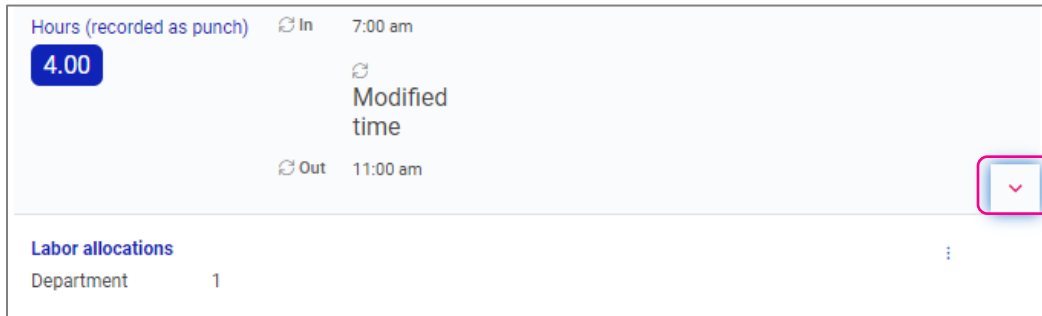 Hours (recorded as punch) In 7:00 am
4.00
Modified
time
Out 11:00 am
Labor allocations
Department 1